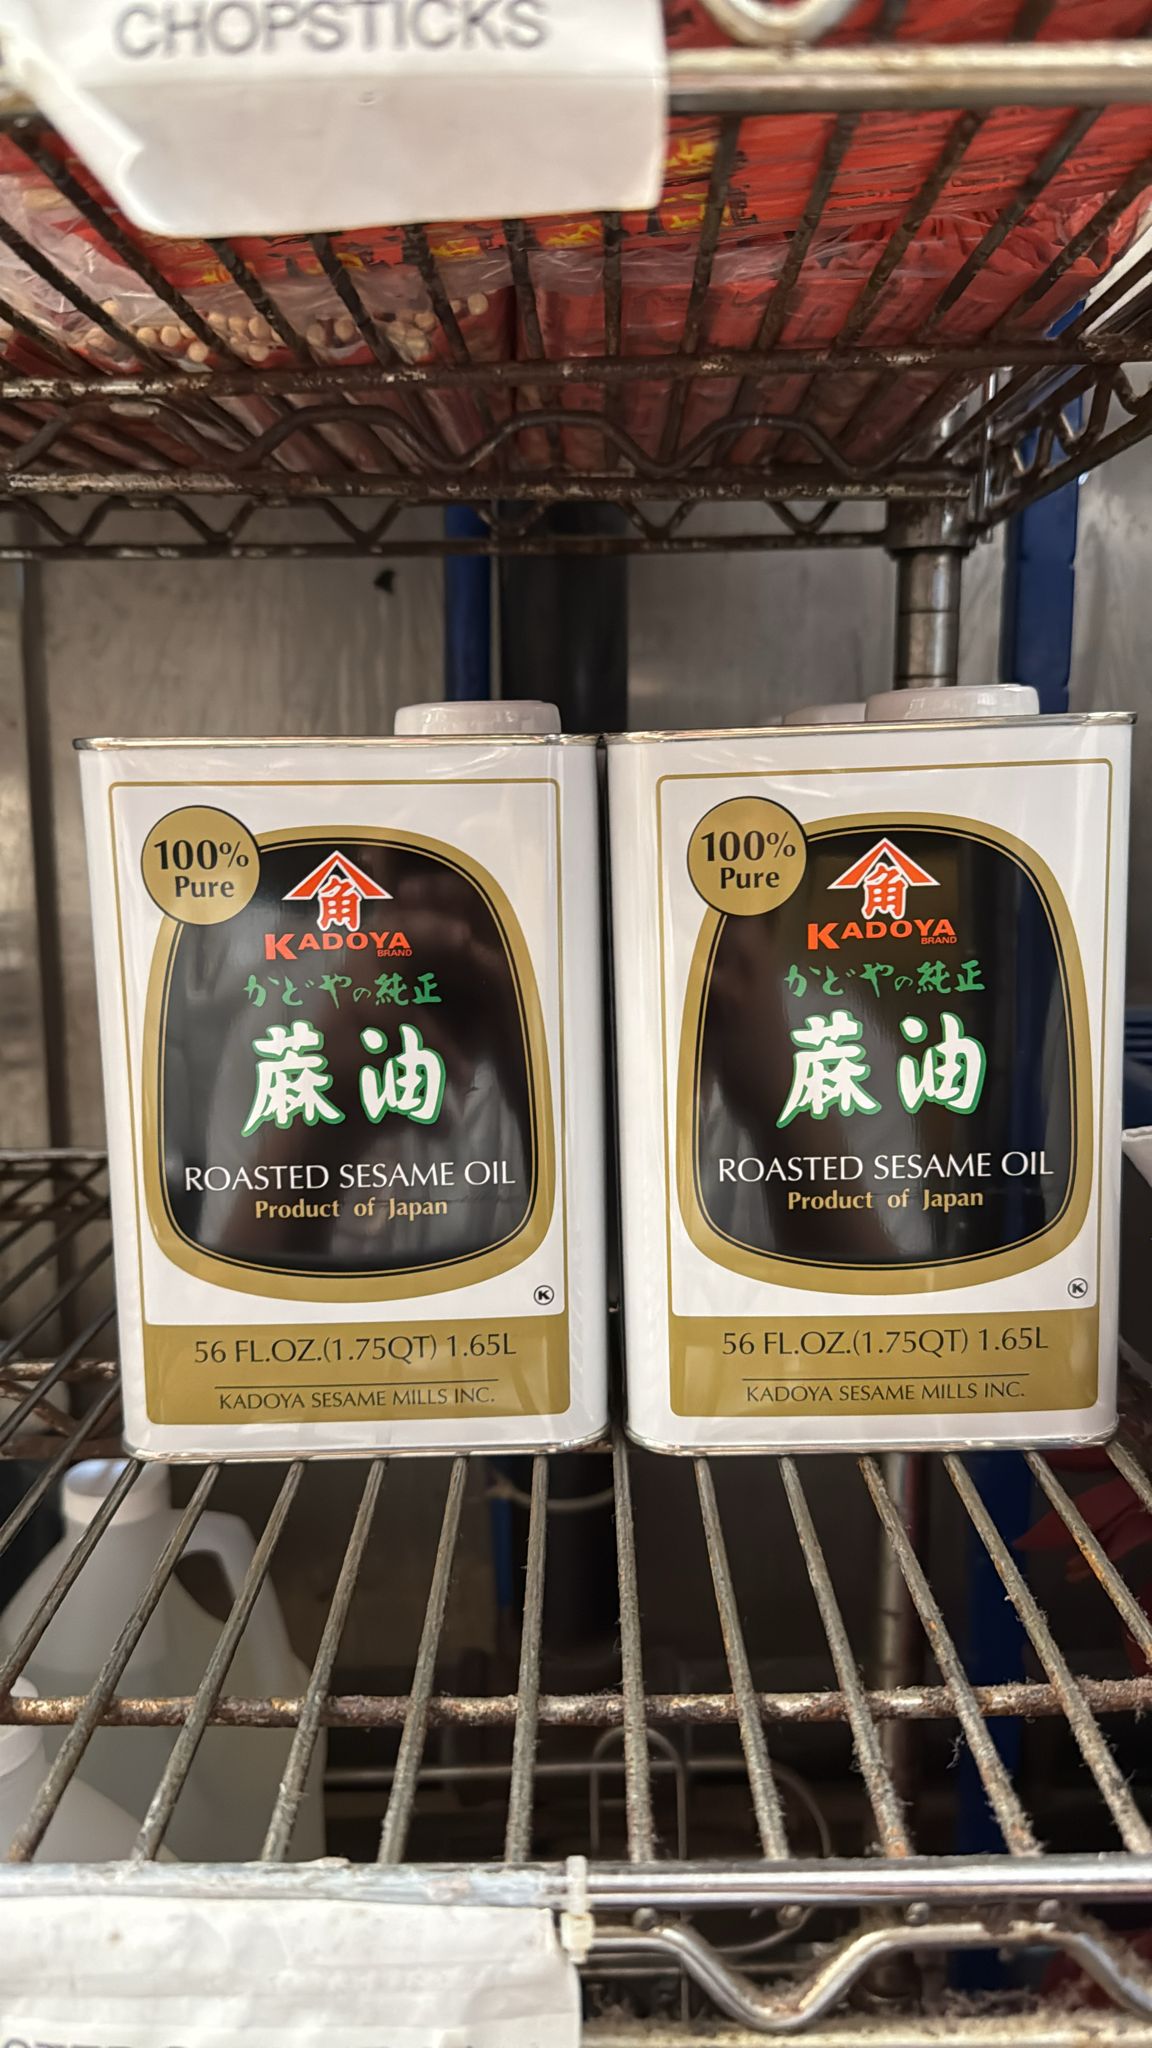 CHOPSTICKS
100%
Pure
角
KADOYA
BRAND
かどやの純正
蔴油
ROASTED SESAME OIL
Product of Japan
K
56 FL.OZ.(1.75QT) 1.65L
KADOYA SESAME MILLS INC.
100%
Pure
角
KADOYA
BRAND
かどやの純正
蔴油
ROASTED SESAME OIL
Product of Japan
K
56 FL.OZ.(1.75QT) 1.65L
KADOYA SESAME MILLS INC.